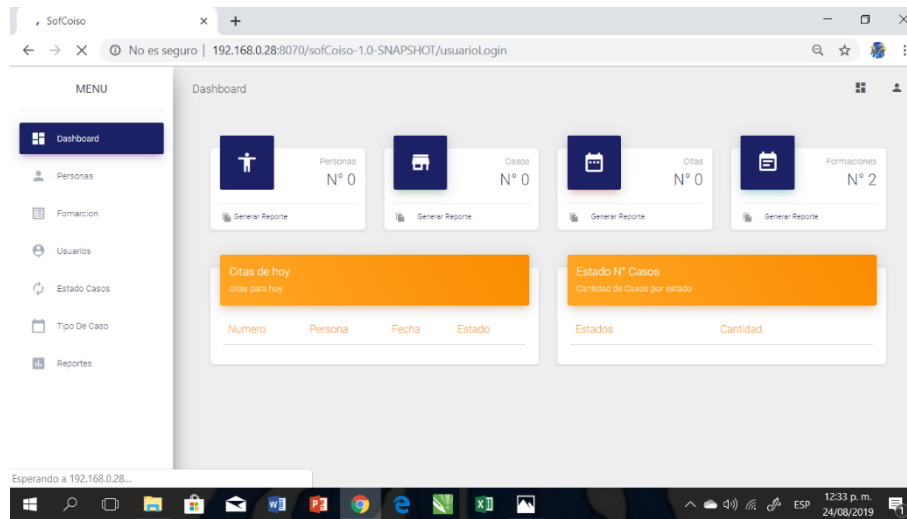 SofCoiso
No es seguro | 192.168.0.28:8070/sofCoiso-1.0-SNAPSHOT/usuarioLogin
MENU
Dashboard
Dashboard
Personas
Fomarcion
Usuarios
Estado Casos
Tipo De Caso
Reportes
Personas
N° 0
Generar Reporte
Casos
N° 0
Generar Reporte
Citas
N° 0
Generar Reporte
Formaciones
N° 2
Generar Reporte
Citas de hoy
citas para hoy
Numero Persona Fecha Estado
Estado N° Casos
Cantidad de Casos por estado
Estados Cantidad
Esperando a 192.168.0.28...
ESP
12:33 p. m.
24/08/2019
1